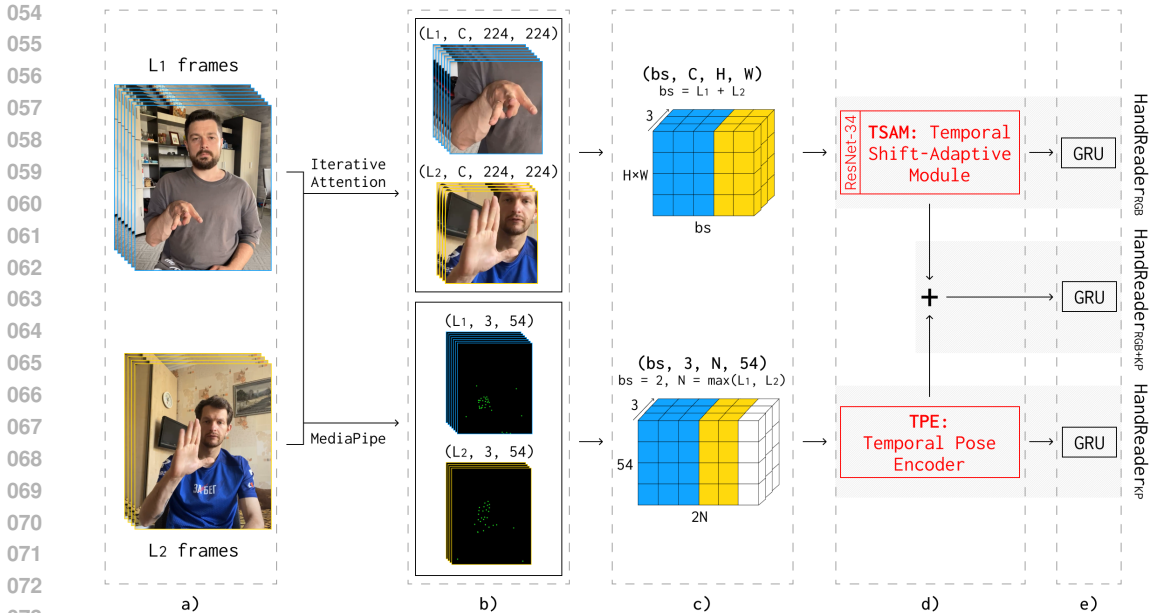 054
055
056
057
058
059
060
061
062
063
064
065
066
067
068
069
070
071
072
L1 frames
L2 frames
ЗА БЕГ
a)
Iterative
Attention
MediaPipe
(L1, C, 224, 224)
(L2, C, 224, 224)
(L1, 3, 54)
(L2, 3, 54)
b)
(bs, C, H, W)
bs = L1 + L2
3
H×W
bs
(bs, 3, N, 54)
bs = 2, N = max(L1, L2)
3
54
2N
c)
ResNet-34
TSAM: Temporal
Shift-Adaptive
Module
+
TPE:
Temporal Pose
Encoder
d)
GRU
GRU
GRU
e)
HandReaderRGB
HandReaderRGB+KP
HandReaderKP